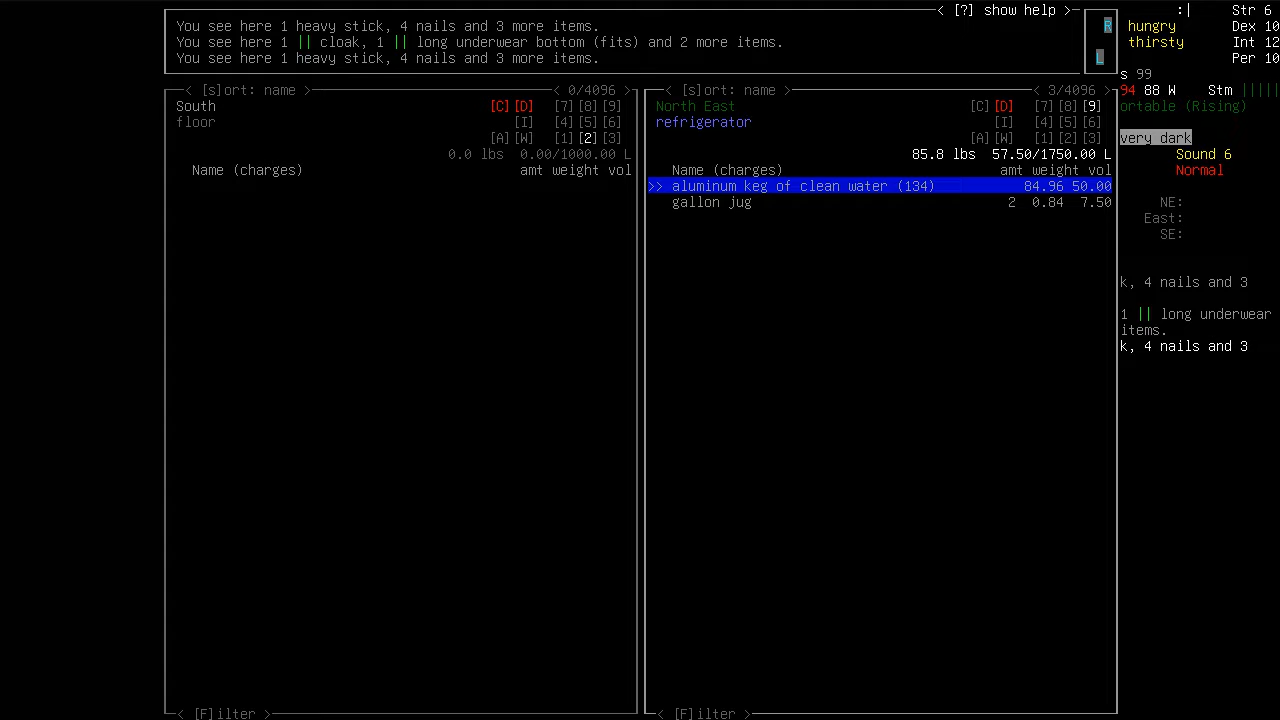 < [?] show help >
:| Str 6
You see here 1 heavy stick, 4 nails and 3 more items.
R hungry Dex 10
You see here 1 || cloak, 1 || long underwear bottom (fits) and 2 more items.
thirsty Int 12
You see here 1 heavy stick, 4 nails and 3 more items.
L Per 10
s 99
< [s]ort: name > < 0/4096 > < [s]ort: name > < 3/4096 > 94 88 W Stm |||||
South [C] [D] [7] [8] [9] North East [C] [D] [7] [8] [9] ortable (Rising)
floor [I] [4] [5] [6] refrigerator [I] [4] [5] [6]
[A] [W] [1] [2] [3] [A] [W] [1] [2] [3] very dark
0.0 lbs 0.00/1000.00 L 85.8 lbs 57.50/1750.00 L Sound 6
Name (charges) amt weight vol Name (charges) amt weight vol Normal
>> aluminum keg of clean water (134) 84.96 50.00
gallon jug 2 0.84 7.50 NE:
East:
SE:
k, 4 nails and 3
1 || long underwear
items.
k, 4 nails and 3
< [F]ilter > < [F]ilter >